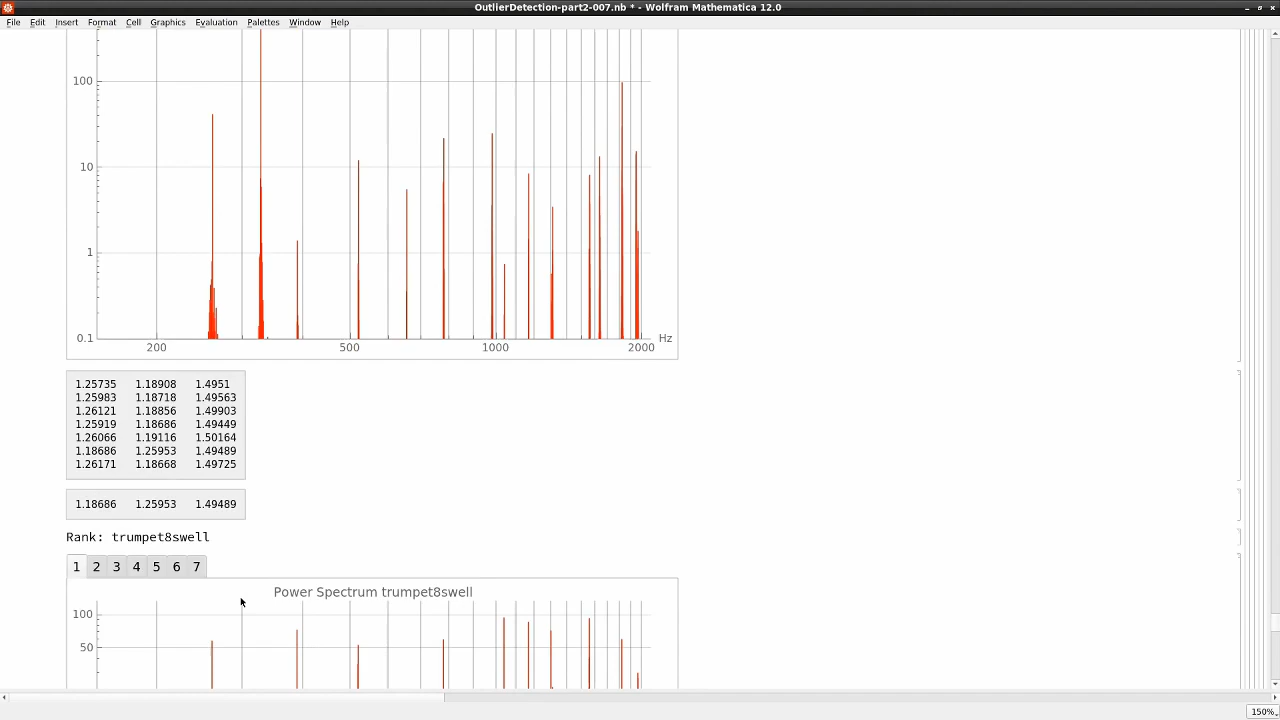 OutlierDetection-part2-007.nb * - Wolfram Mathematica 12.0
File Edit Insert Format Cell Graphics Evaluation Palettes Window Help
100
10
1
0.1
200 500 1000 2000 Hz
1.25735 1.18908 1.4951
1.25983 1.18718 1.49563
1.26121 1.18856 1.49903
1.25919 1.18686 1.49449
1.26066 1.19116 1.50164
1.18686 1.25953 1.49489
1.26171 1.18668 1.49725
1.18686 1.25953 1.49489
Rank: trumpet8swell
1 2 3 4 5 6 7
Power Spectrum trumpet8swell
100
50
150%